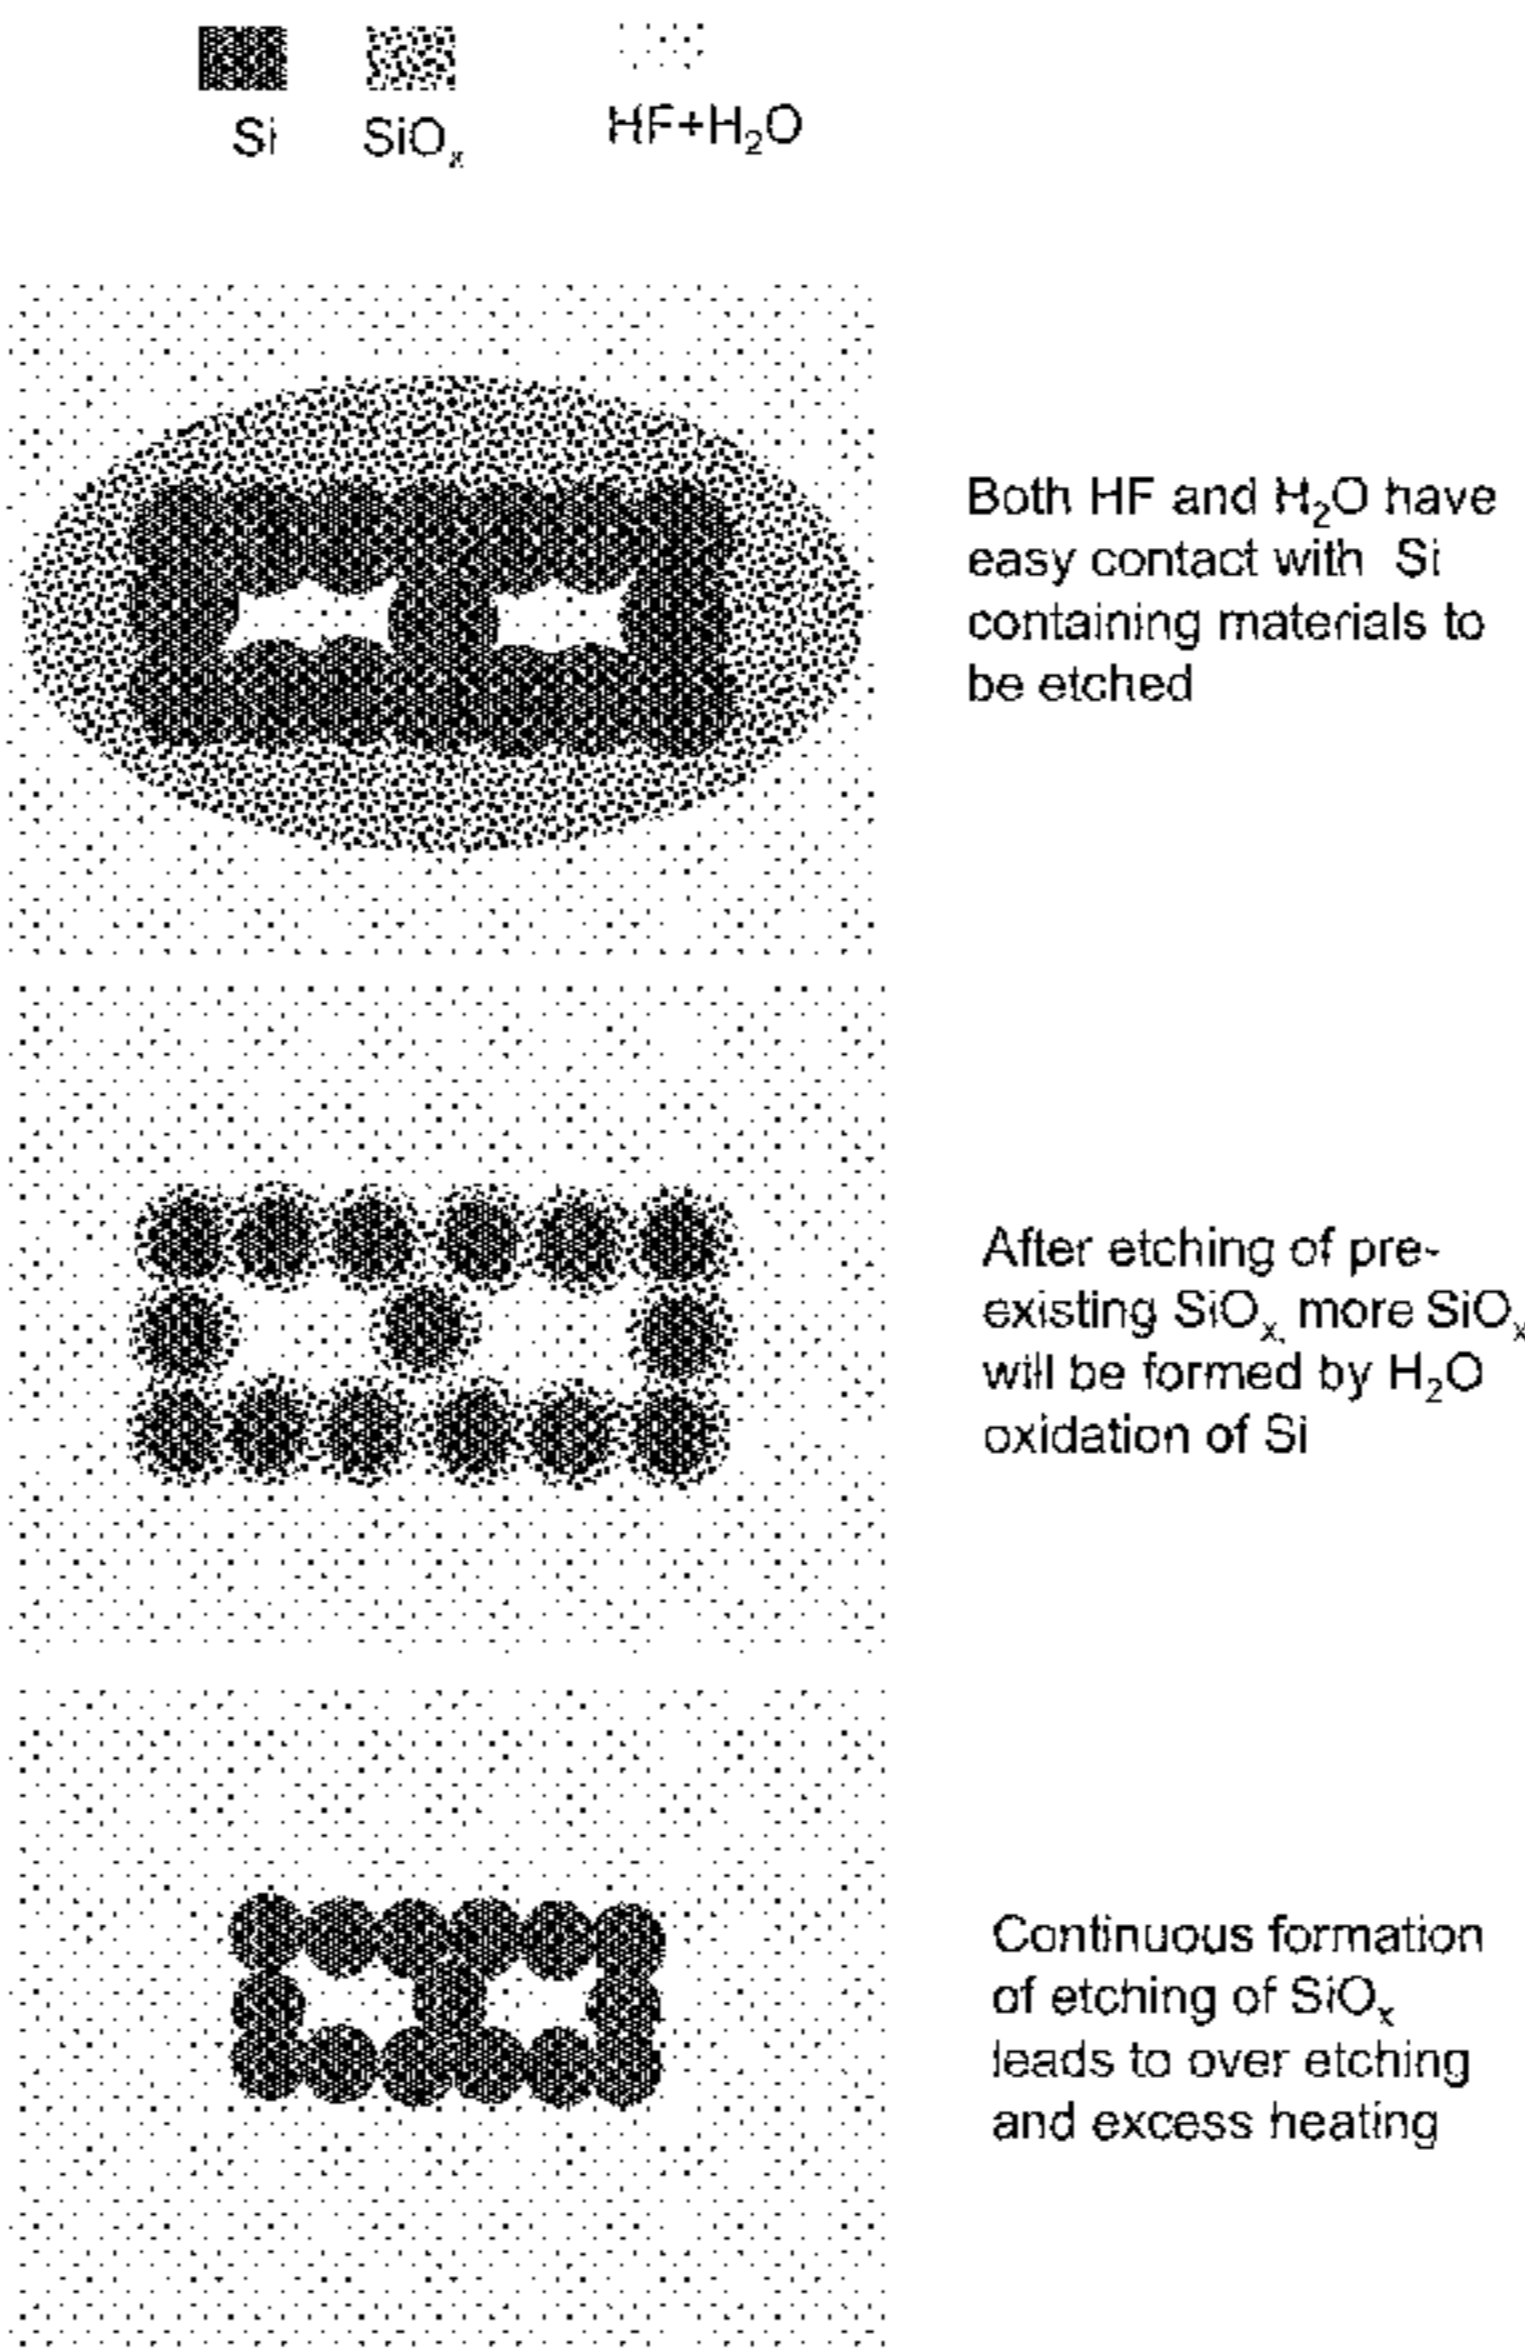 Si SiOₓ HF+H₂O
Both HF and H₂O have
easy contact with Si
containing materials to
be etched
After etching of pre-
existing SiOₓ, more SiOₓ
will be formed by H₂O
oxidation of Si
Continuous formation
of etching of SiOₓ
leads to over etching
and excess heating